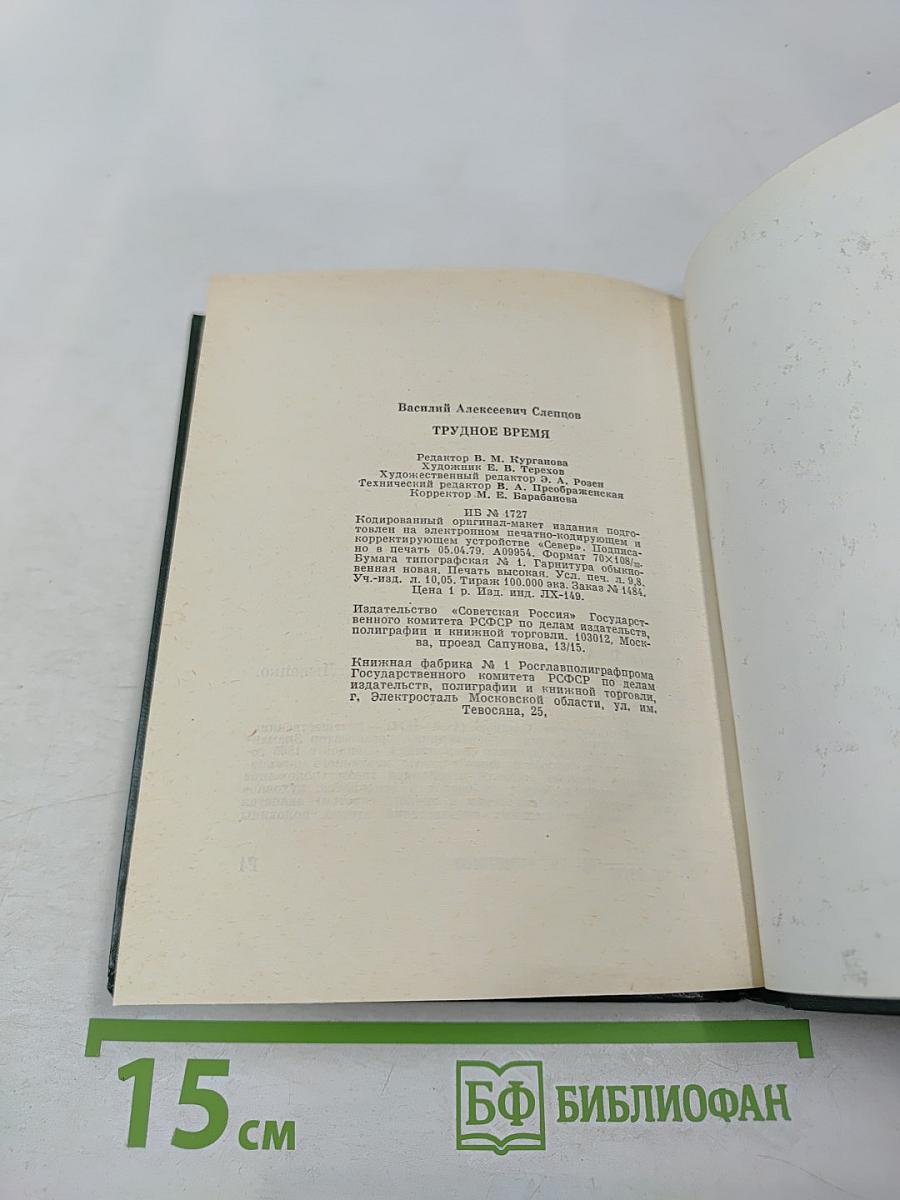 Василий Алексеевич Слепцов
ТРУДНОЕ ВРЕМЯ
Редактор В. М. Курганова
Художник Е. В. Терехов
Художественный редактор Э. А. Розен
Технический редактор В. А. Преображенская
Корректор М. Е. Барабанова
ИБ № 1727
Кодированный оригинал-макет издания подго-
товлен на электронном печатно-кодирующем и
корректирующем устройстве «Север». Подписа-
но в печать 05.04.79. А09954. Формат 70×108/₃₂.
Бумага типографская № 1. Гарнитура обыкно-
венная новая. Печать высокая. Усл. печ. л. 9,8.
Уч.-изд. л. 10,05. Тираж 100.000 экз. Заказ № 1484.
Цена 1 р. Изд. инд. ЛХ-149.
Издательство «Советская Россия» Государст-
венного комитета РСФСР по делам издательств,
полиграфии и книжной торговли. 103012, Моск-
ва, проезд Сапунова, 13/15.
Книжная фабрика № 1 Росглавполиграфпрома
Государственного комитета РСФСР по делам
издательств, полиграфии и книжной торговли,
г. Электросталь Московской области, ул. им.
Тевосяна, 25,
15 см
БФ БИБЛИОФАН